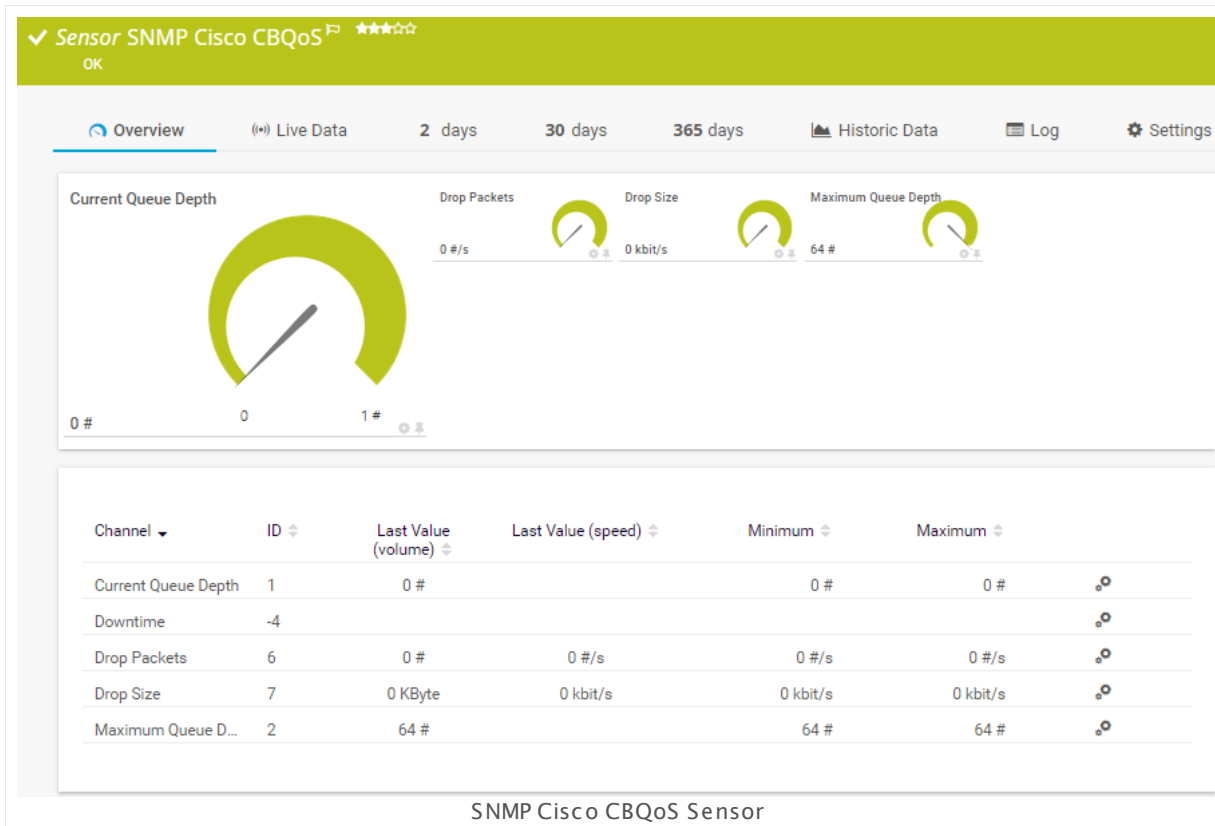 Sensor SNMP Cisco CBQoS
OK
Overview Live Data 2 days 30 days 365 days Historic Data Log Settings
Current Queue Depth
0 #
0 1 #
Drop Packets
0 #/s
Drop Size
0 kbit/s
Maximum Queue Depth
64 #
Channel ID Last Value (volume) Last Value (speed) Minimum Maximum
Current Queue Depth 1 0 # 0 # 0 #
Downtime -4
Drop Packets 6 0 # 0 #/s 0 #/s 0 #/s
Drop Size 7 0 KByte 0 kbit/s 0 kbit/s 0 kbit/s
Maximum Queue D... 2 64 # 64 # 64 #
SNMP Cisco CBQoS Sensor